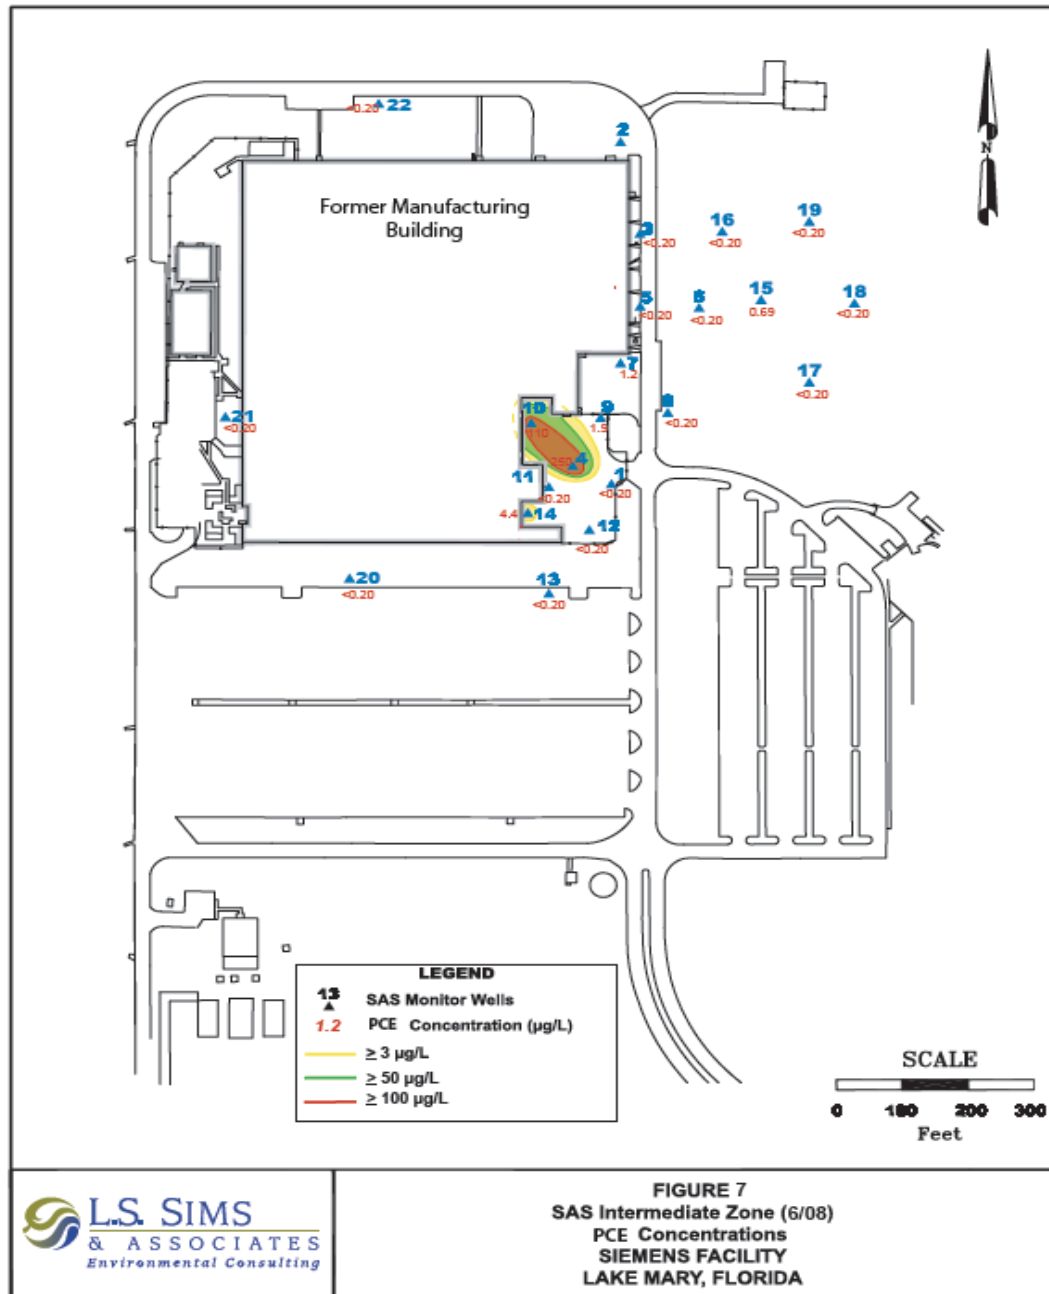 22
<0.20
2
Former Manufacturing
Building
N
3
<0.20
16
<0.20
19
<0.20
5
<0.20
<0.20
15
0.69
18
<0.20
7
1.2
17
<0.20
<0.20
21
<0.20
10
110
9
4
11
<0.20
1
<0.20
4.4
14
12
<0.20
20
<0.20
13
<0.20
LEGEND
13 SAS Monitor Wells
1.2 PCE Concentration (µg/L)
≥ 3 µg/L
≥ 50 µg/L
≥ 100 µg/L
SCALE
0 100 200 300
Feet
L.S. SIMS
& ASSOCIATES
Environmental Consulting
FIGURE 7
SAS Intermediate Zone (6/08)
PCE Concentrations
SIEMENS FACILITY
LAKE MARY, FLORIDA